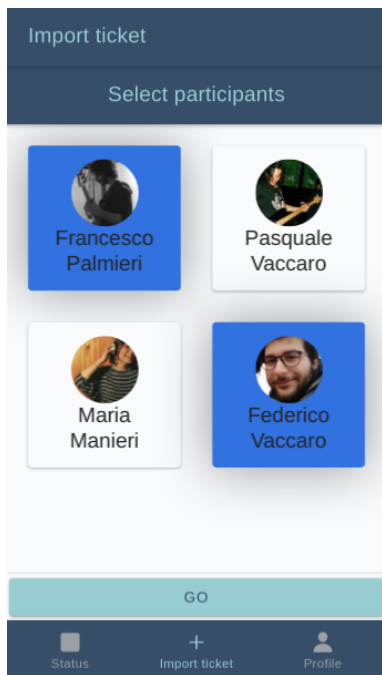 Import ticket
Select participants
Francesco
Palmieri
Pasquale
Vaccaro
Maria
Manieri
Federico
Vaccaro
GO
Status
Import ticket
Profile